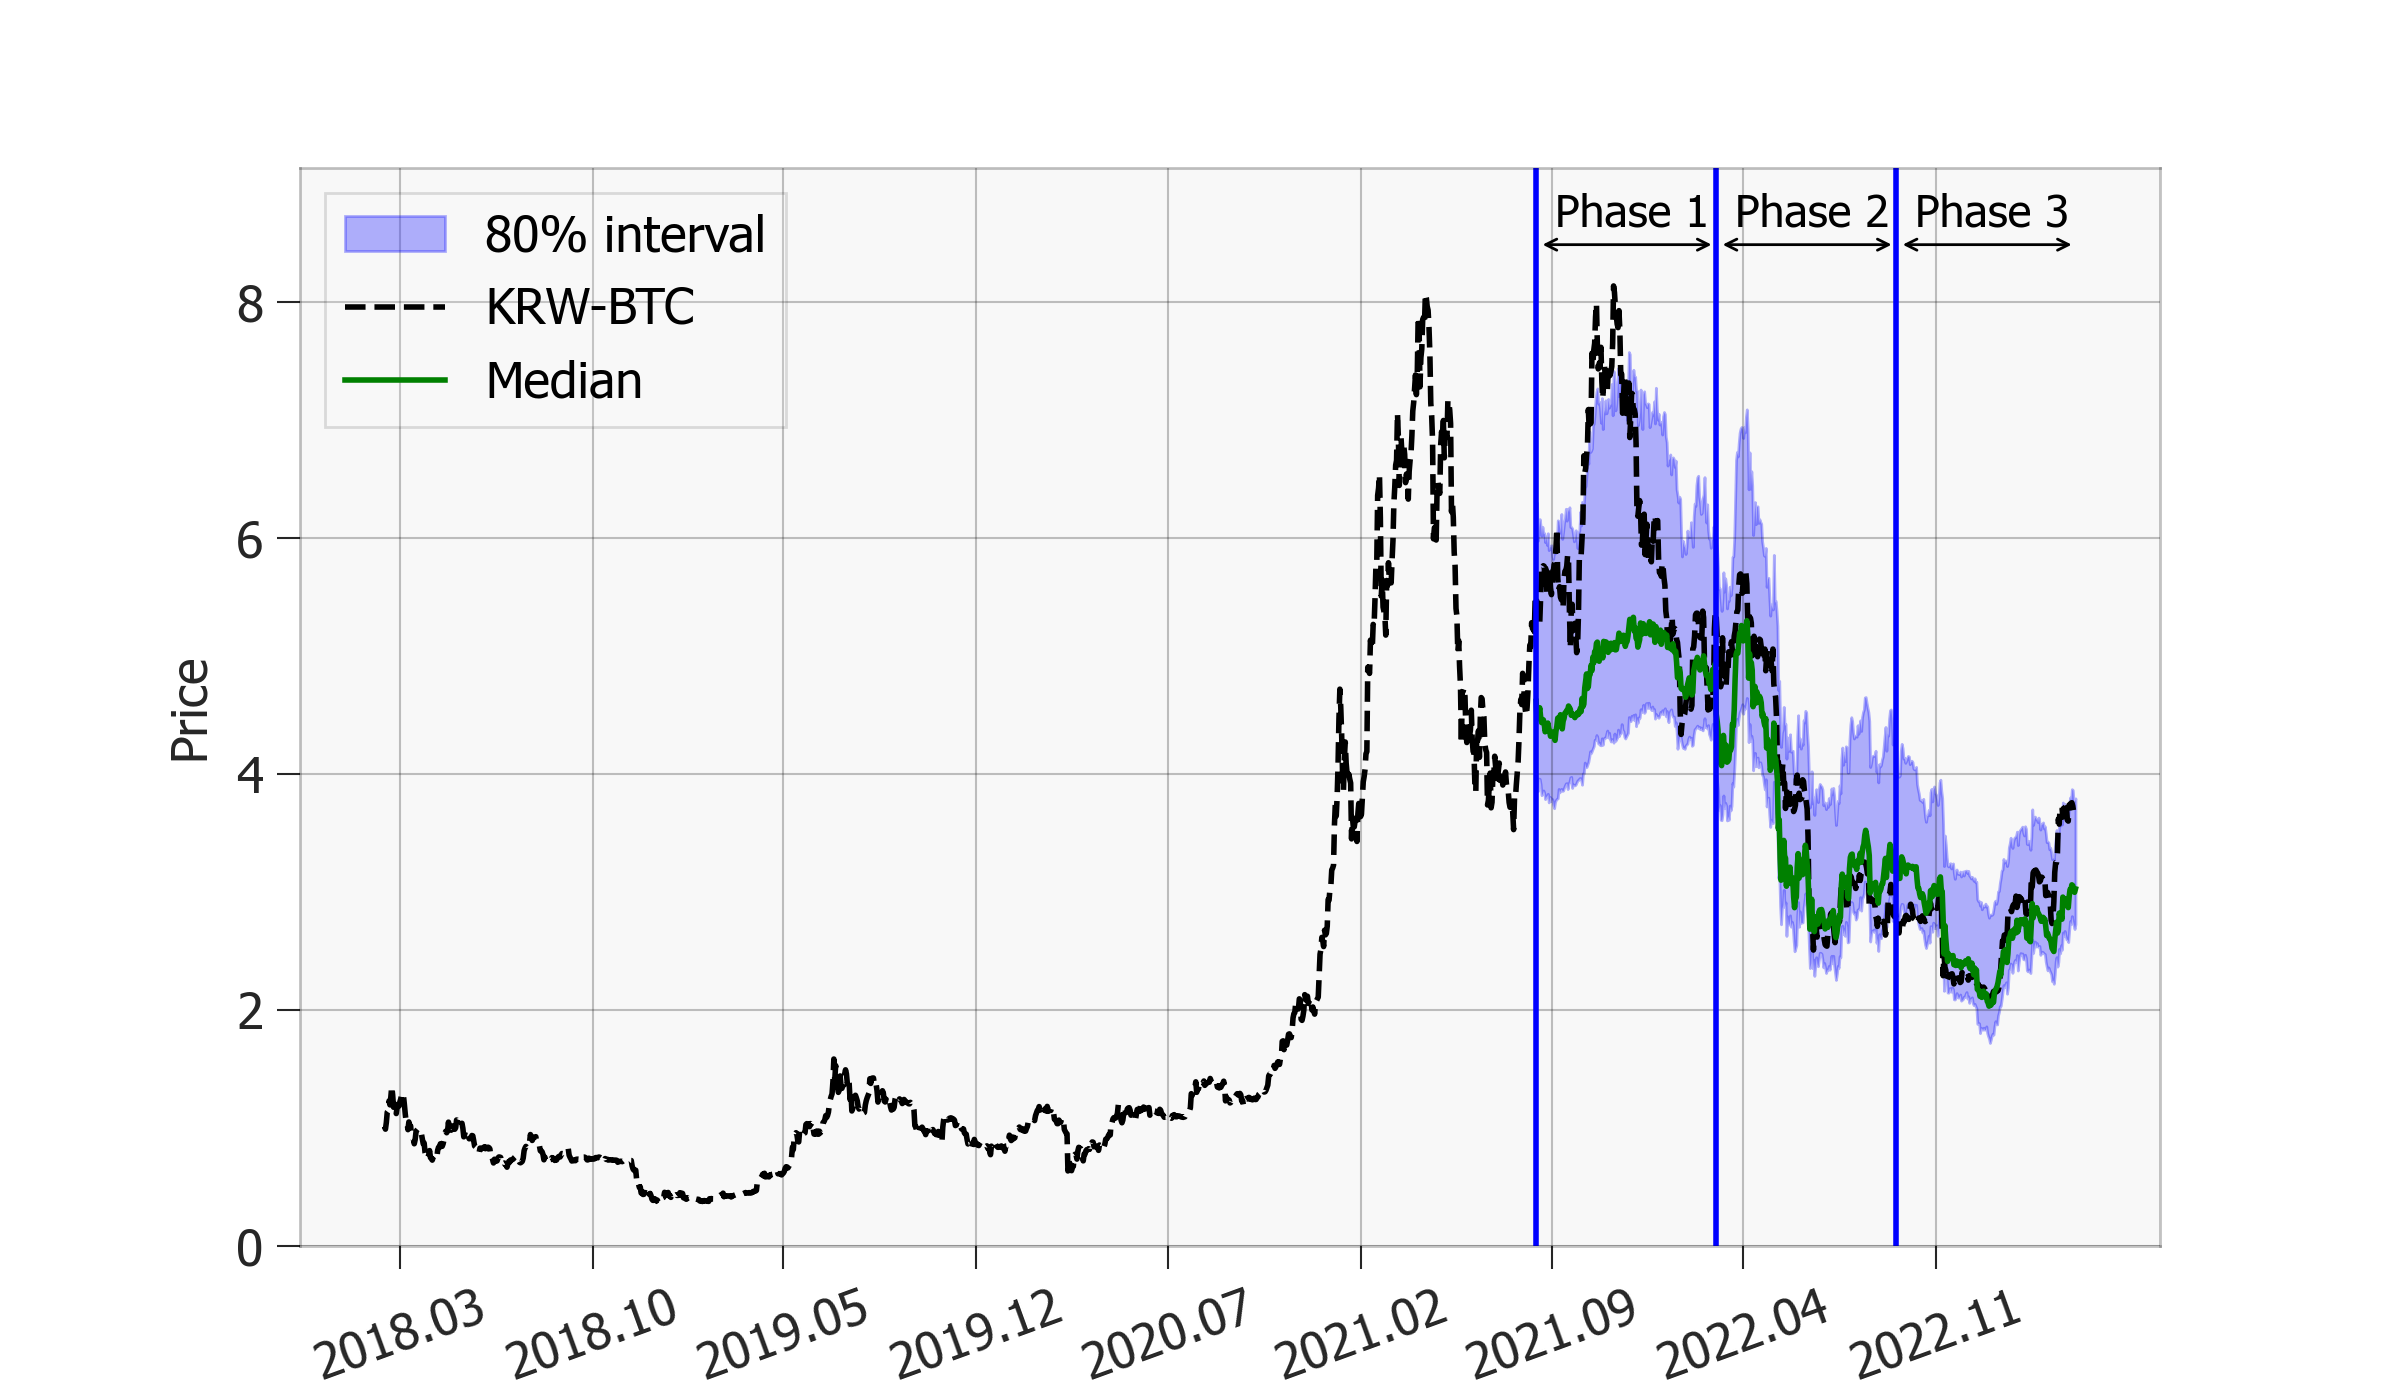 Phase 1
Phase 2
Phase 3
80% interval
KRW-BTC
Median
8
6
4
2
0
Price
2018.03
2018.10
2019.05
2019.12
2020.07
2021.02
2021.09
2022.04
2022.11